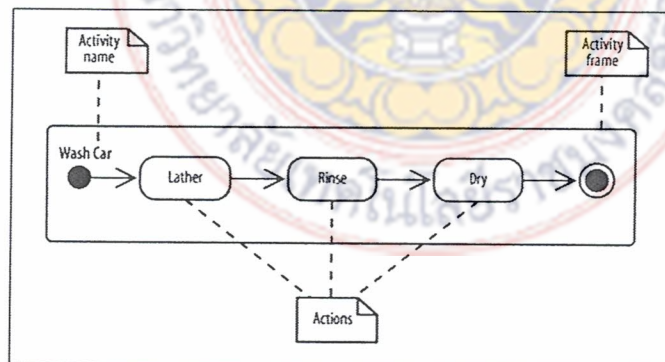 Activity
name
Activity
frame
Wash Car
Lather
Rinse
Dry
Actions